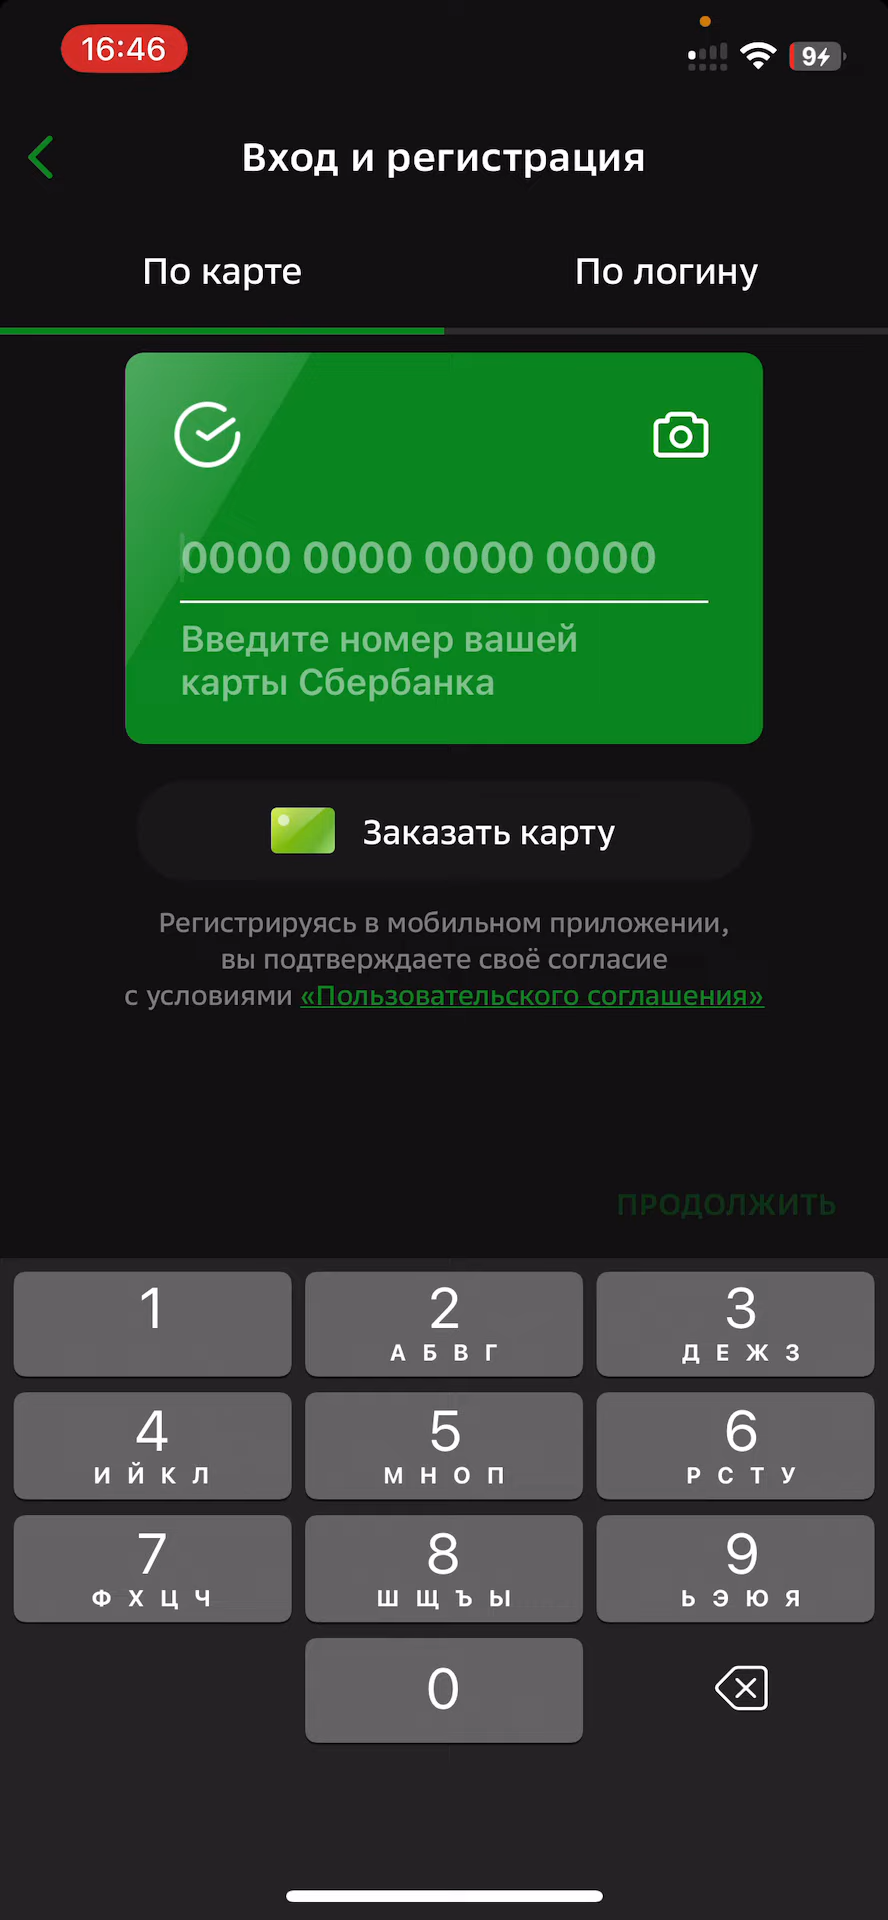 16:46
9
Вход и регистрация
По карте
По логину
0000 0000 0000 0000
Введите номер вашей
карты Сбербанка
Заказать карту
Регистрируясь в мобильном приложении,
вы подтверждаете своё согласие
с условиями «Пользовательского соглашения»
ПРОДОЛЖИТЬ
1
2
3
А Б В Г
Д Е Ж З
4
5
6
И Й К Л
М Н О П
Р С Т У
7
8
9
Ф Х Ц Ч
Ш Щ Ъ Ы
Ь Э Ю Я
0